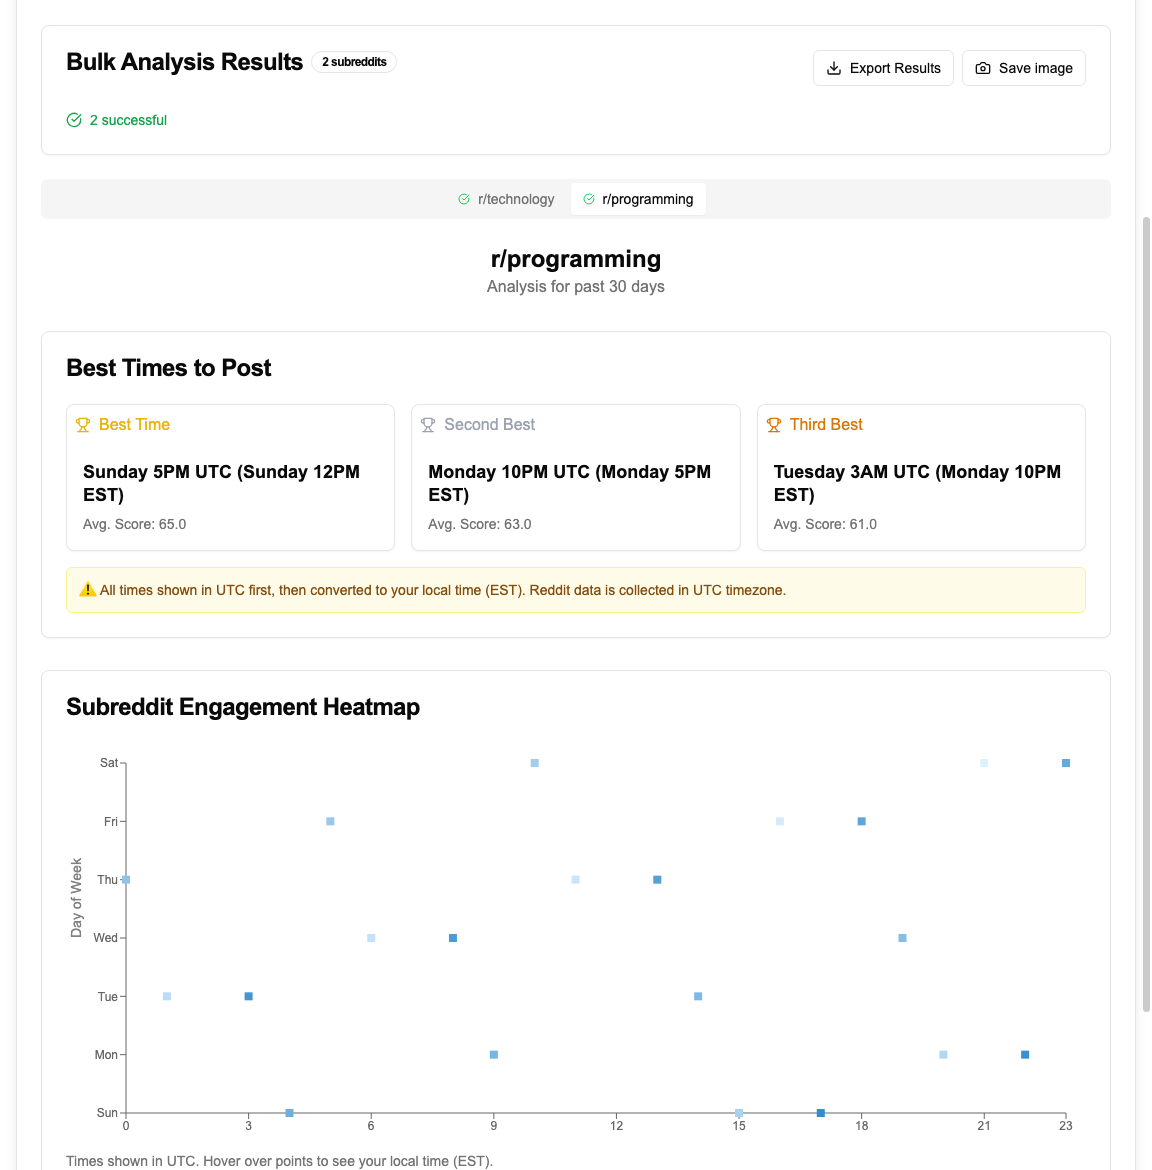 Bulk Analysis Results
2 subreddits
Export Results
Save image
2 successful
r/technology
r/programming
r/programming
Analysis for past 30 days
Best Times to Post
Best Time
Sunday 5PM UTC (Sunday 12PM
EST)
Avg. Score: 65.0
Second Best
Monday 10PM UTC (Monday 5PM
EST)
Avg. Score: 63.0
Third Best
Tuesday 3AM UTC (Monday 10PM
EST)
Avg. Score: 61.0
⚠️ All times shown in UTC first, then converted to your local time (EST). Reddit data is collected in UTC timezone.
Subreddit Engagement Heatmap
Day of Week
Sat
Fri
Thu
Wed
Tue
Mon
Sun
0 3 6 9 12 15 18 21 23
Times shown in UTC. Hover over points to see your local time (EST).